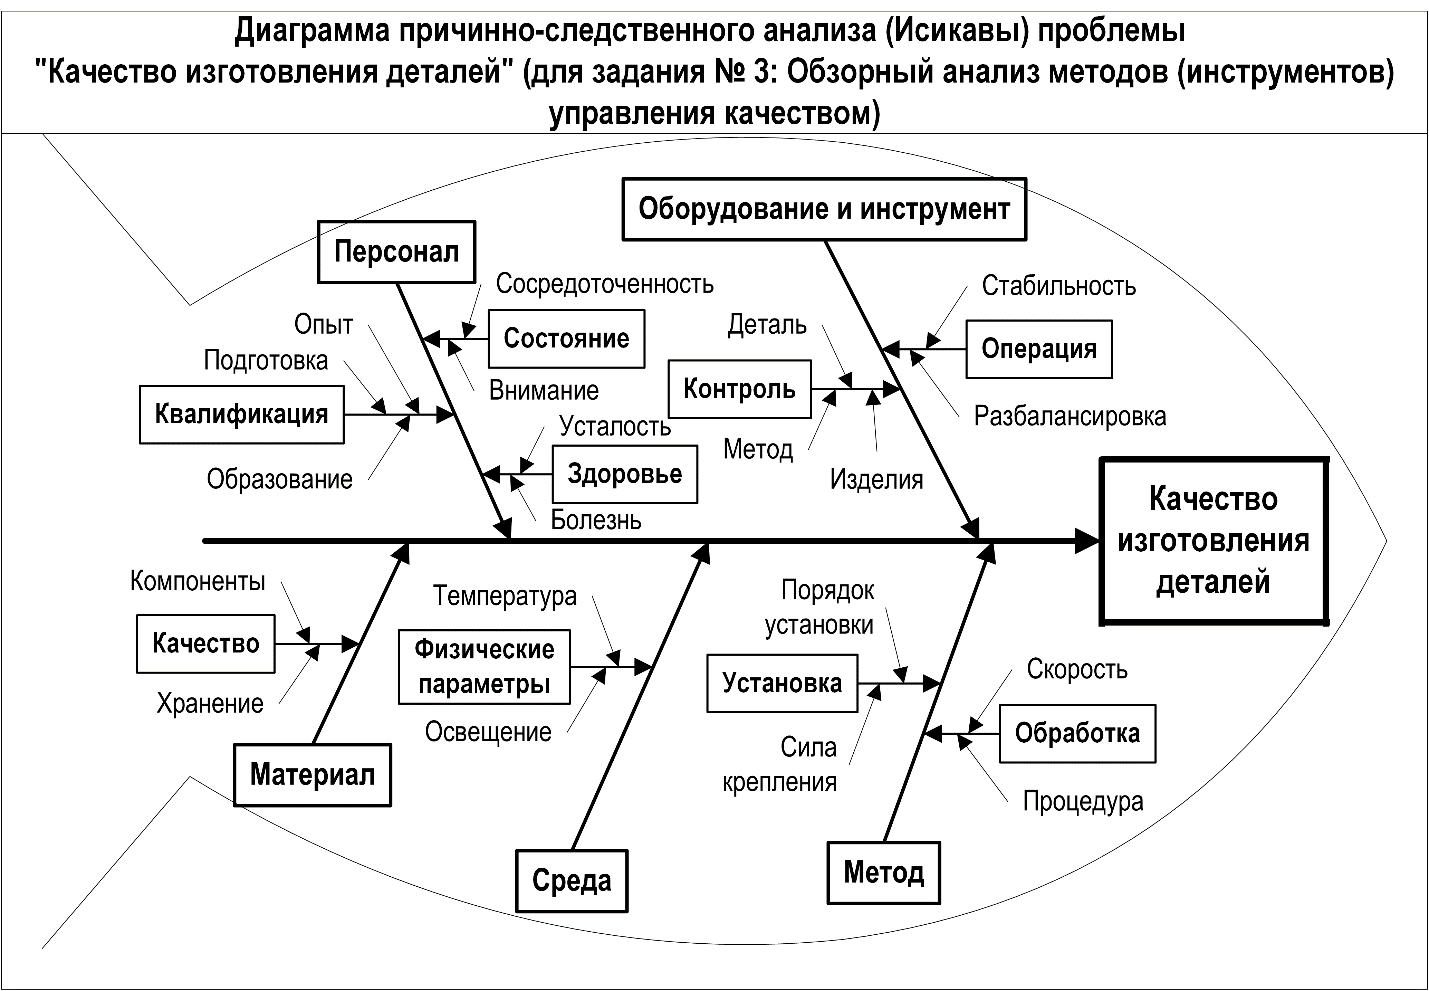 Диаграмма причинно-следственного анализа (Исикавы) проблемы
"Качество изготовления деталей" (для задания № 3: Обзорный анализ методов (инструментов)
управления качеством)
Оборудование и инструмент
Персонал
Сосредоточенность
Стабильность
Опыт
Деталь
Состояние
Операция
Подготовка
Внимание
Контроль
Квалификация
Разбалансировка
Усталость
Метод
Образование
Здоровье
Изделия
Болезнь
Качество
изготовления
деталей
Компоненты
Температура
Порядок
установки
Качество
Физические
параметры
Установка
Скорость
Хранение
Освещение
Обработка
Сила
крепления
Материал
Процедура
Среда
Метод